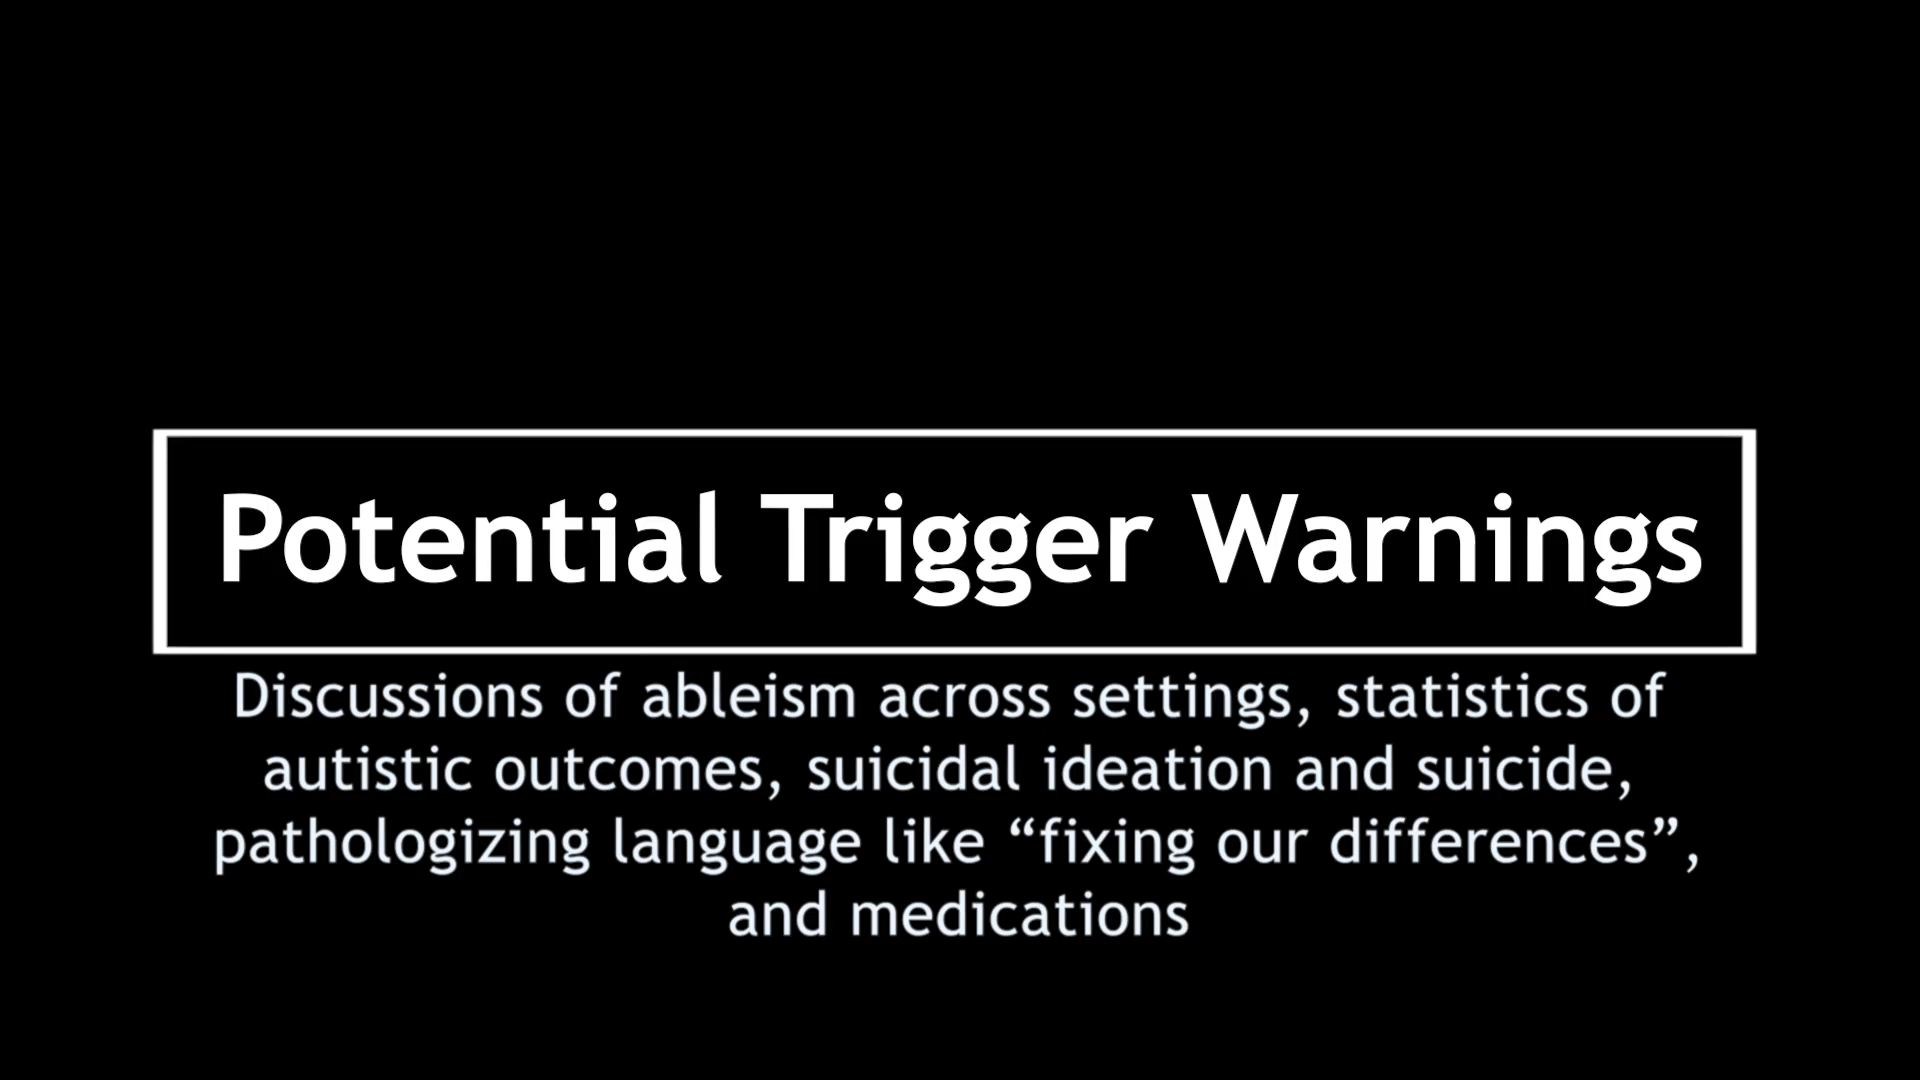 Potential Trigger Warnings
Discussions of ableism across settings, statistics of
autistic outcomes, suicidal ideation and suicide,
pathologizing language like “fixing our differences”,
and medications